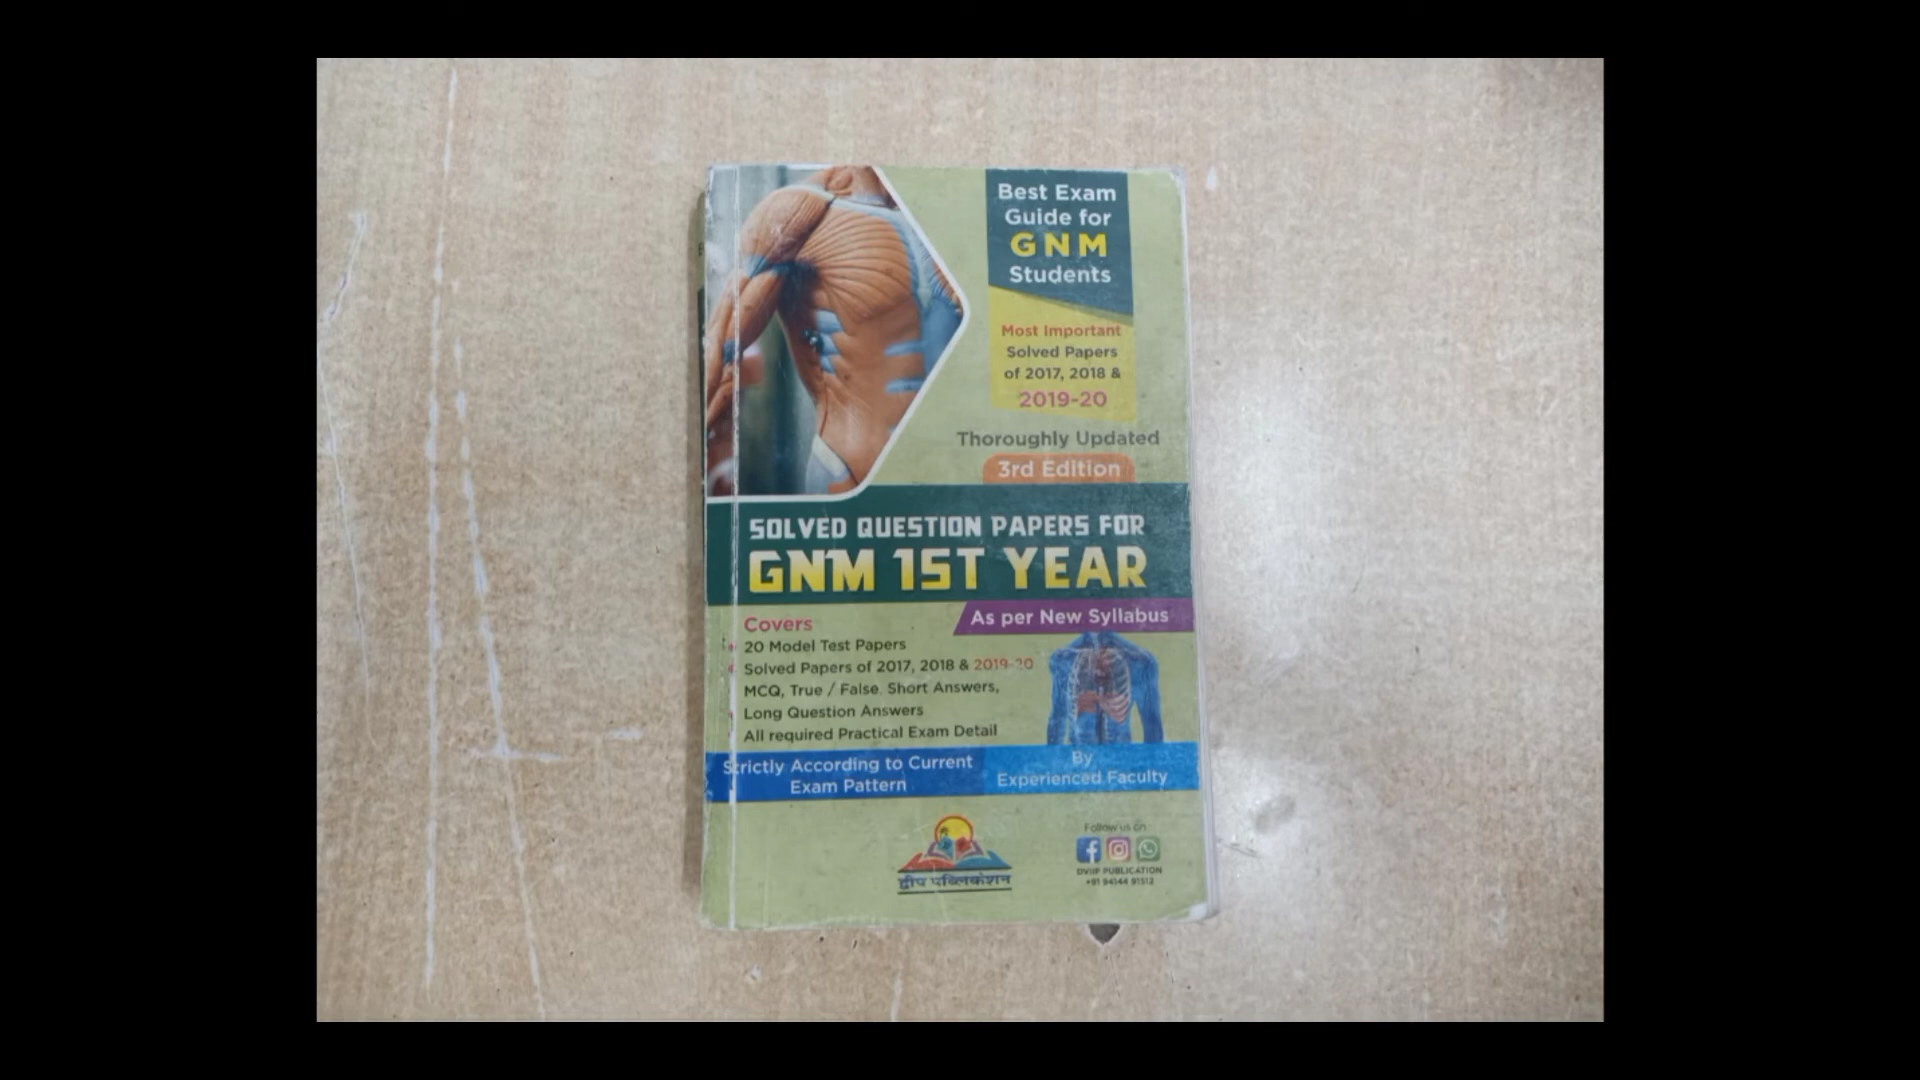 Best Exam
Guide for
GNM
Students
Most Important
Solved Papers
of 2017, 2018 &
2019-20
Thoroughly Updated
3rd Edition
SOLVED QUESTION PAPERS FOR
GNM 1ST YEAR
As per New Syllabus
Covers
20 Model Test Papers
Solved Papers of 2017, 2018 & 2019-20
MCQ, True / False. Short Answers,
Long Question Answers
All required Practical Exam Detail
Strictly According to Current
Exam Pattern
By
Experienced Faculty
द्वीप पब्लिकेशन
Follow us on
DVIIP PUBLICATION
+91 94144 91512